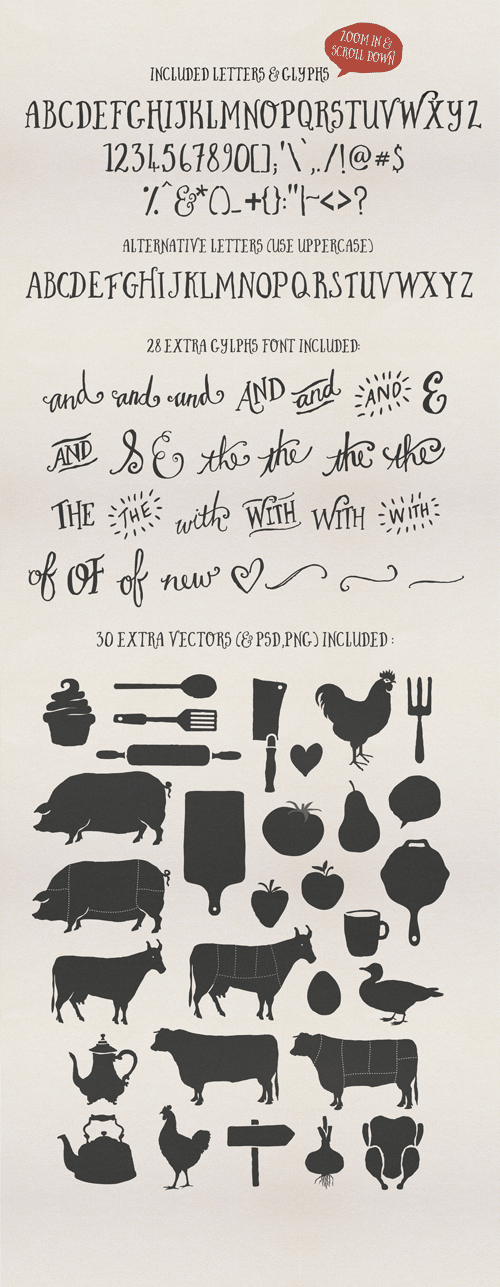 ZOOM IN &
SCROLL DOWN
INCLUDED LETTERS & GLYPHS
ABCDEFGHIJKLMNOPQRSTUVWXYZ
1234567890[];'\`,./!@#$
%^&*()_+{}:"|~<>?
ALTERNATIVE LETTERS (USE UPPERCASE)
ABCDEFGHIJKLMNOPQRSTUVWXYZ
28 EXTRA GYLPHS FONT INCLUDED:
and and and AND and AND &
AND & & the the the the
THE THE with WITH WITH WITH
of OF of new
30 EXTRA VECTORS (& PSD,PNG) INCLUDED :